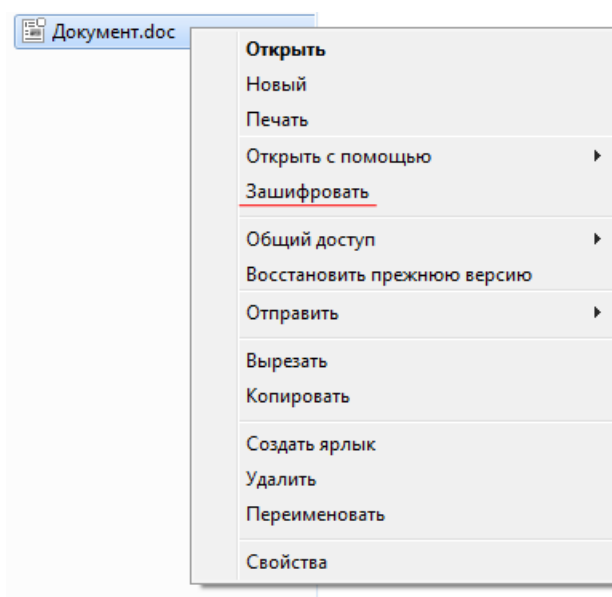 Документ.doc
Открыть
Новый
Печать
Открыть с помощью
Зашифровать
Общий доступ
Восстановить прежнюю версию
Отправить
Вырезать
Копировать
Создать ярлык
Удалить
Переименовать
Свойства